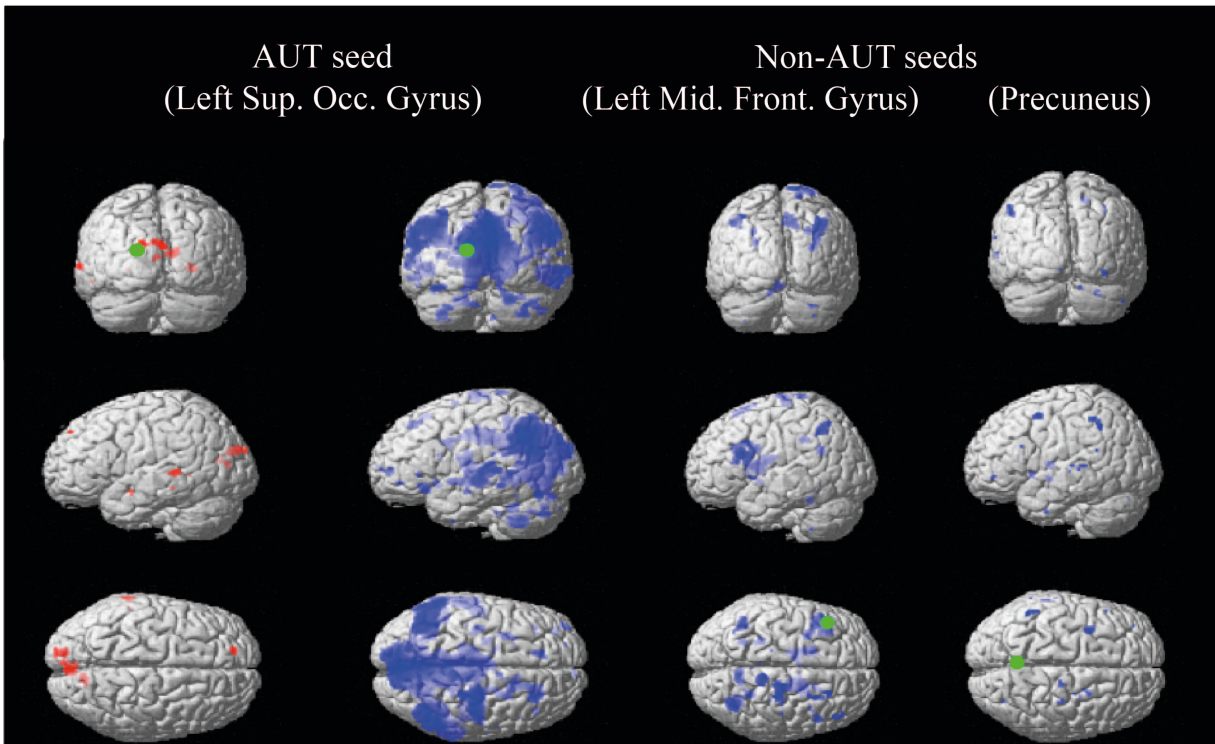 AUT seed
(Left Sup. Occ. Gyrus)
Non-AUT seeds
(Left Mid. Front. Gyrus) (Precuneus)